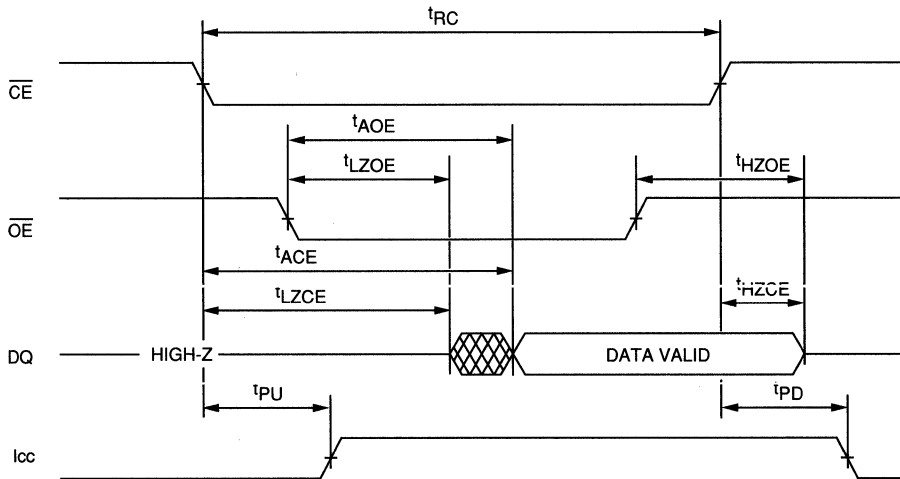 tRC
CE
tAOE
tLZOE
tHZOE
OE
tACE
tLZCE
tHZCE
DQ
HIGH-Z
DATA VALID
tPU
tPD
Icc